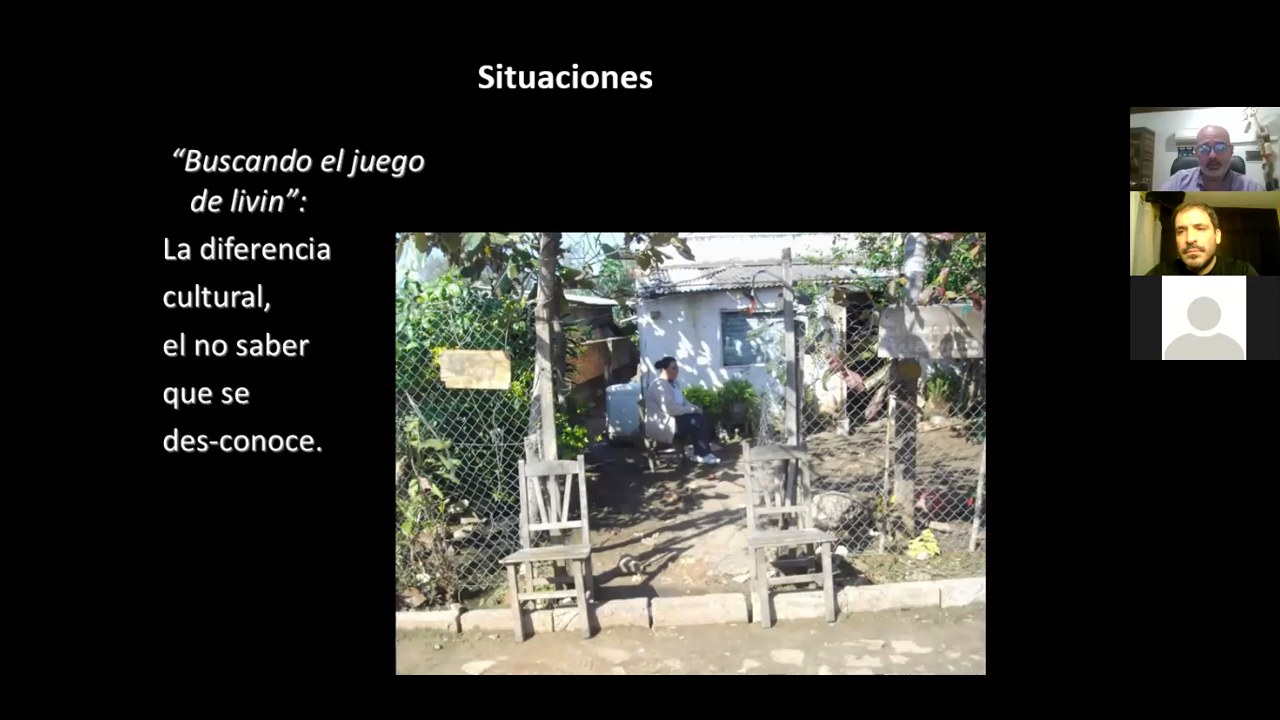 Situaciones
“Buscando el juego
de livin”:
La diferencia
cultural,
el no saber
que se
des-conoce.